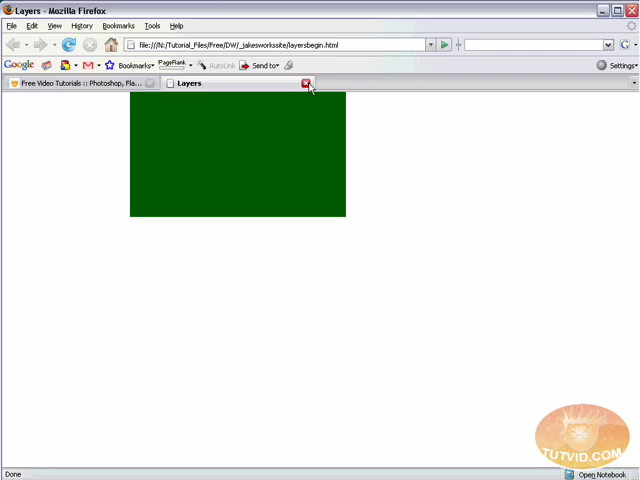 Layers - Mozilla Firefox
File Edit View History Bookmarks Tools Help
file:///N:/Tutorial_Files/Free/DW/_jakesworkssite/layersbegin.html
G
Google Bookmarks PageRank AutoLink Send to Settings
Free Video Tutorials :: Photoshop, Fla... Layers
TUTVID.COM
Done Open Notebook